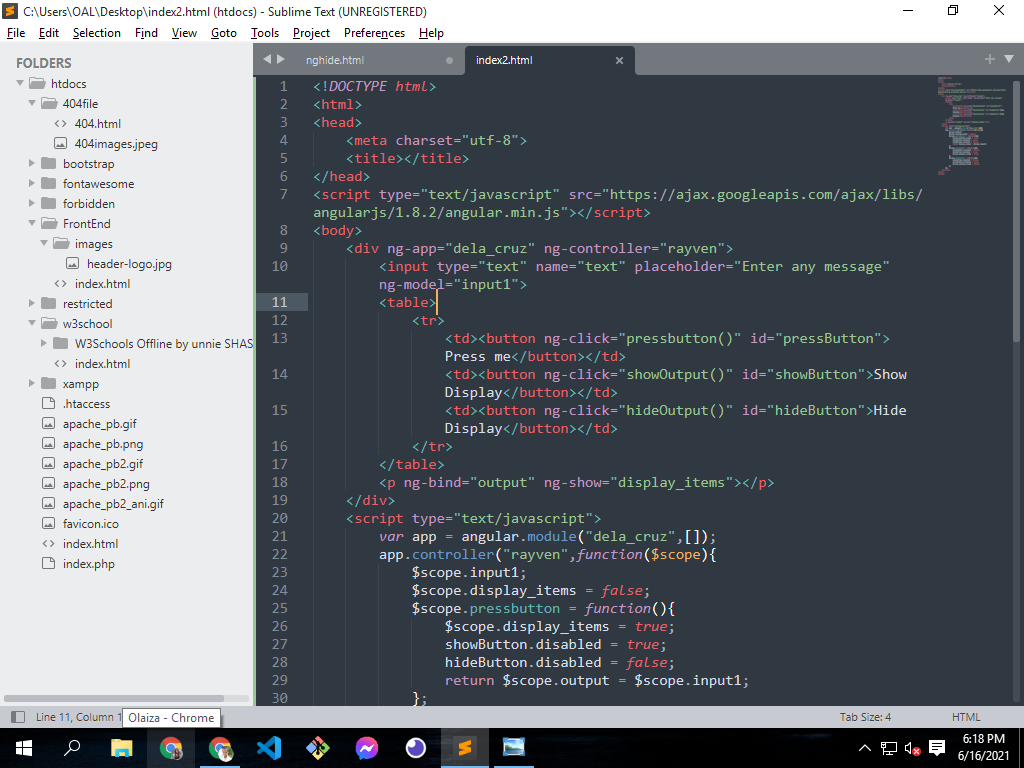 C:\Users\OAL\Desktop\index2.html (htdocs) - Sublime Text (UNREGISTERED)
File Edit Selection Find View Goto Tools Project Preferences Help
FOLDERS
htdocs
404file
404.html
404images.jpeg
bootstrap
fontawesome
forbidden
FrontEnd
images
header-logo.jpg
index.html
restricted
w3school
W3Schools Offline by unnie SHAS
index.html
xampp
.htaccess
apache_pb.gif
apache_pb.png
apache_pb2.gif
apache_pb2.png
apache_pb2_ani.gif
favicon.ico
index.html
index.php
nghide.html
index2.html
1 <!DOCTYPE html>
2 <html>
3 <head>
4 <meta charset="utf-8">
5 <title></title>
6 </head>
7 <script type="text/javascript" src="https://ajax.googleapis.com/ajax/libs/
angularjs/1.8.2/angular.min.js"></script>
8 <body>
9 <div ng-app="dela_cruz" ng-controller="rayven">
10 <input type="text" name="text" placeholder="Enter any message"
ng-model="input1">
11 <table>
12 <tr>
13 <td><button ng-click="pressbutton()" id="pressButton">
Press me</button></td>
14 <td><button ng-click="showOutput()" id="showButton">Show
Display</button></td>
15 <td><button ng-click="hideOutput()" id="hideButton">Hide
Display</button></td>
16 </tr>
17 </table>
18 <p ng-bind="output" ng-show="display_items"></p>
19 </div>
20 <script type="text/javascript">
21 var app = angular.module("dela_cruz",[]);
22 app.controller("rayven",function($scope){
23 $scope.input1;
24 $scope.display_items = false;
25 $scope.pressbutton = function(){
26 $scope.display_items = true;
27 showButton.disabled = true;
28 hideButton.disabled = false;
29 return $scope.output = $scope.input1;
30 };
Line 11, Column 1
Olaiza - Chrome
Tab Size: 4
HTML
6:18 PM
6/16/2021